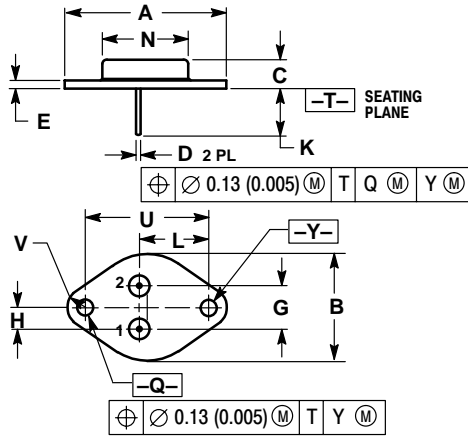 A
N
C
E
–T– SEATING
PLANE
K
D 2 PL
⌖ ∅ 0.13 (0.005) Ⓜ T Q Ⓜ Y Ⓜ
U
V
L
–Y–
2
H
G
B
1
–Q–
⌖ ∅ 0.13 (0.005) Ⓜ T Y Ⓜ